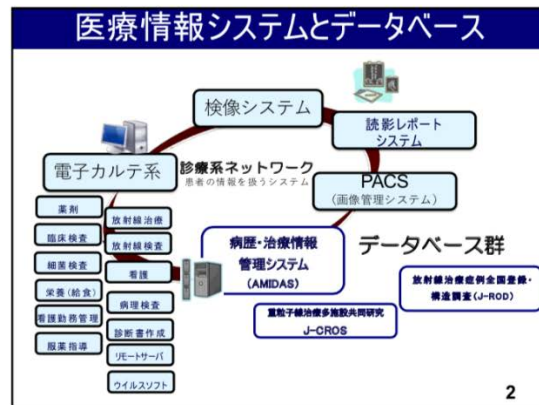 医療情報システムとデータベース
検像システム
読影レポート
システム
電子カルテ系
診療系ネットワーク
患者の情報を扱うシステム
PACS
(画像管理システム)
薬剤
放射線治療
臨床検査
放射線検査
細菌検査
看護
栄養(給食)
病理検査
看護勤務管理
診断書作成
服薬指導
リモートサーバ
ウイルスソフト
病歴・治療情報
管理システム
(AMIDAS)
データベース群
放射線治療症例全国登録・
構造調査(J-ROD)
重粒子線治療多施設共同研究
J-CROS
2